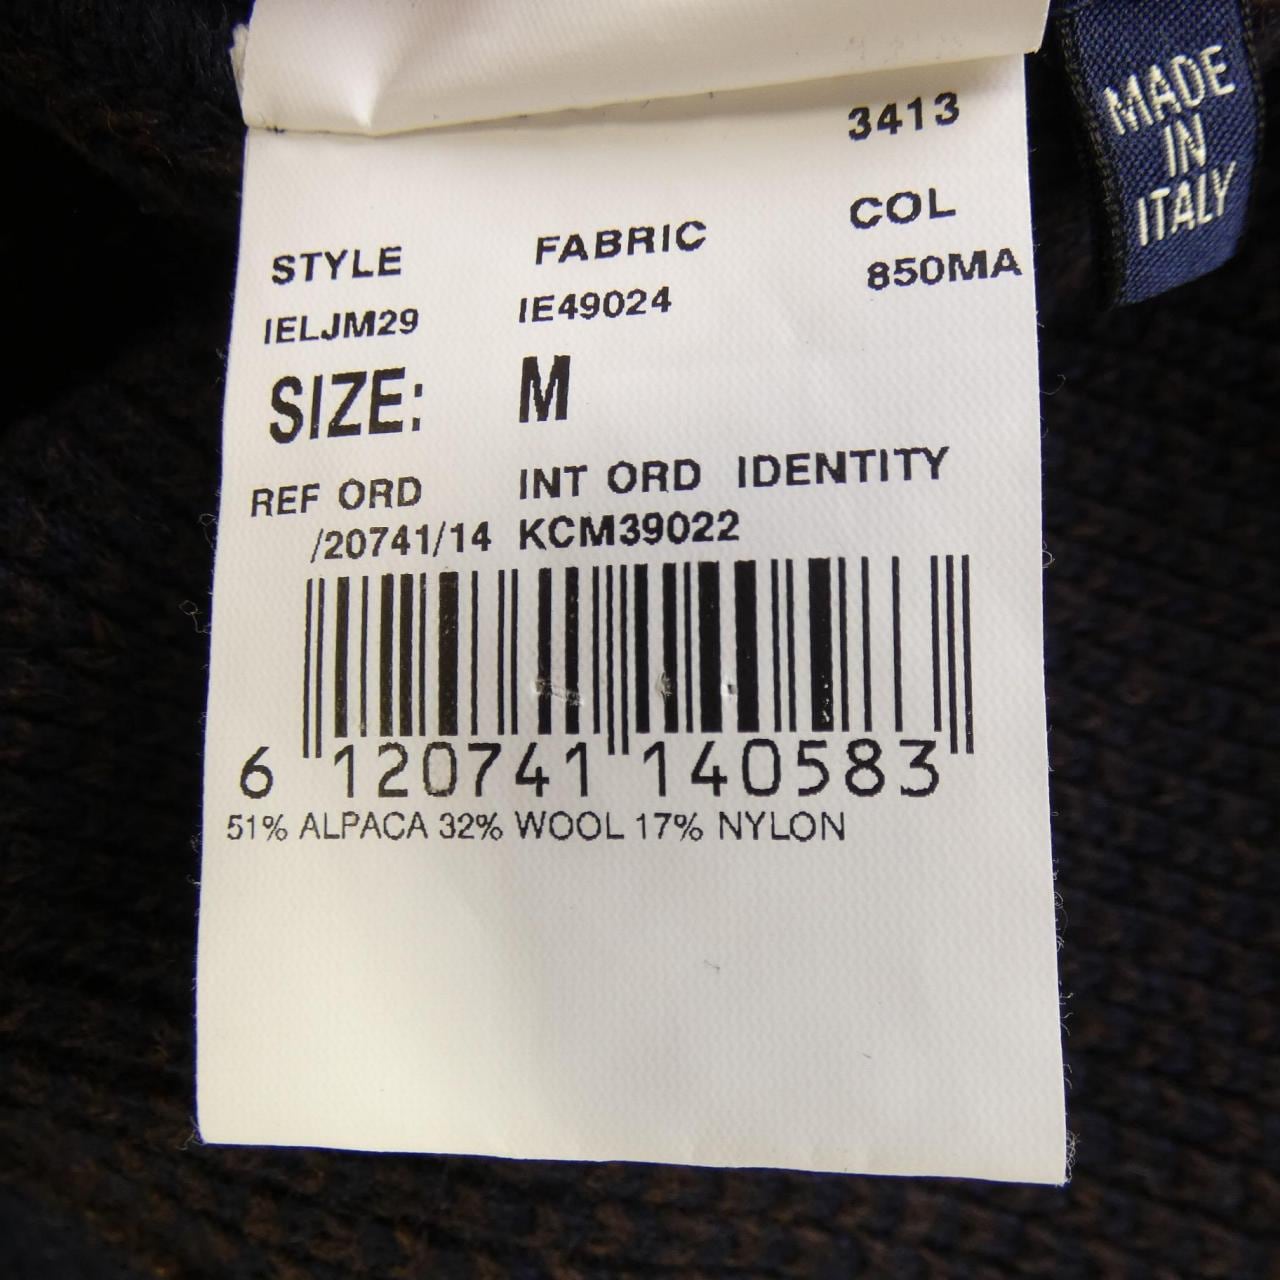 3413
STYLE FABRIC COL
IELJM29 IE49024 850MA
SIZE: M
REF ORD INT ORD IDENTITY
/20741/14 KCM39022
6 120741 140583
51% ALPACA 32% WOOL 17% NYLON
MADE
IN
ITALY